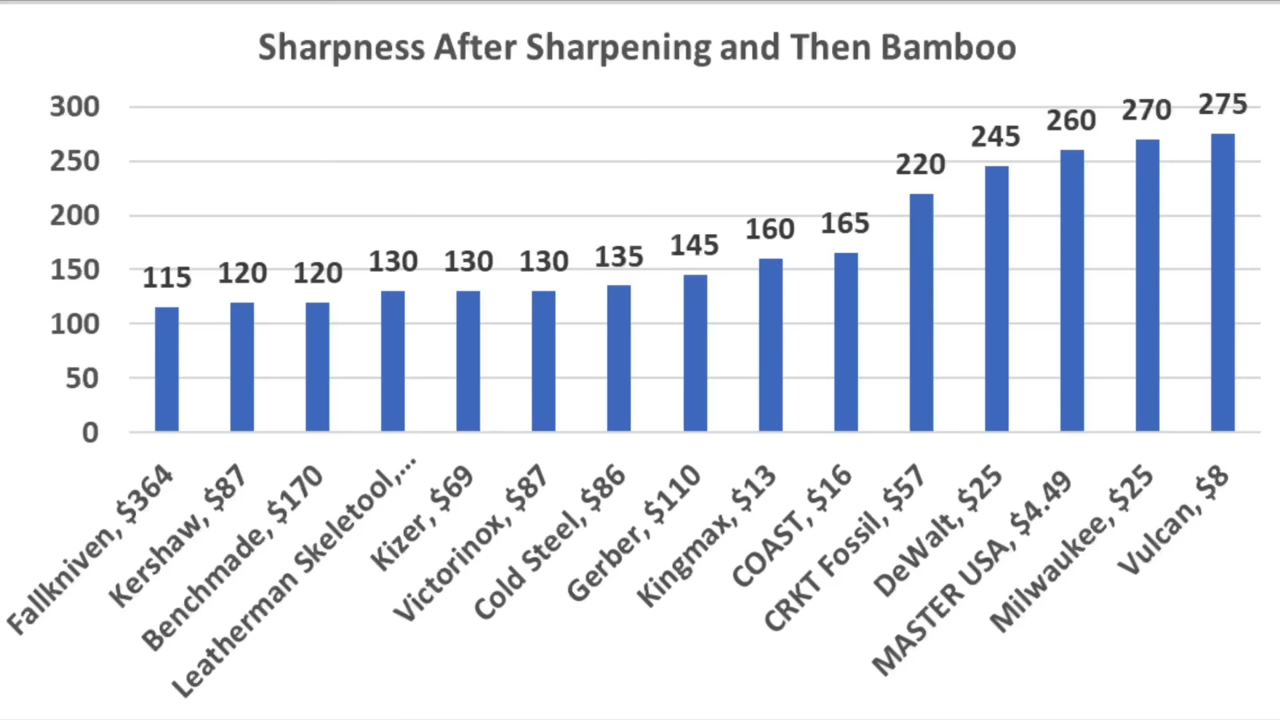 Sharpness After Sharpening and Then Bamboo
300
250
200
150
100
50
0
115
120
120
130
130
130
135
145
160
165
220
245
260
270
275
Fallkniven, $364
Kershaw, $87
Benchmade, $170
Leatherman Skeletool,...
Kizer, $69
Victorinox, $87
Cold Steel, $86
Gerber, $110
Kingmax, $13
COAST, $16
CRKT Fossil, $57
DeWalt, $25
MASTER USA, $4.49
Milwaukee, $25
Vulcan, $8